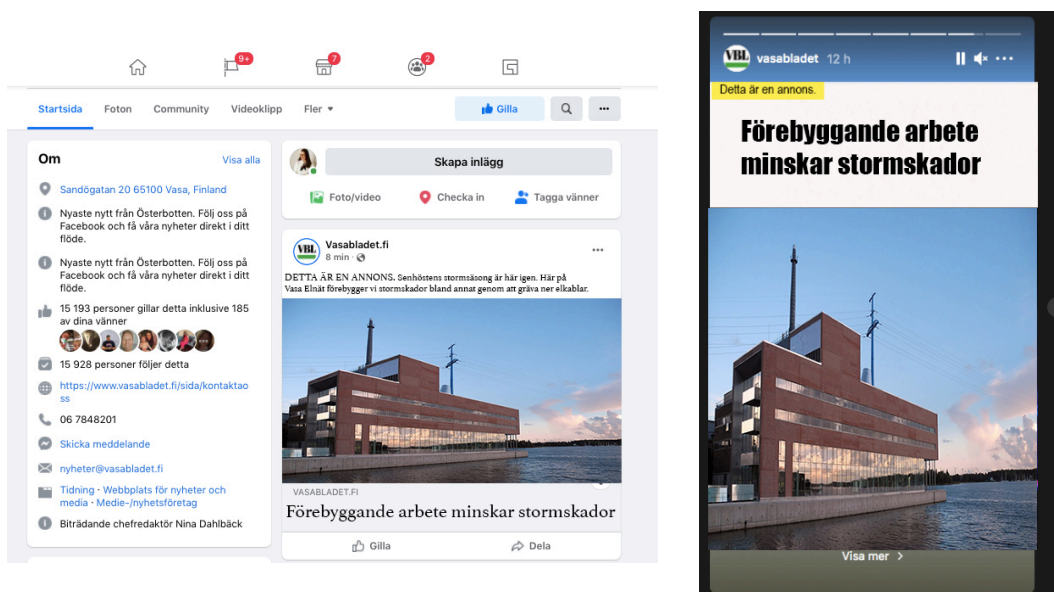 9+
7
2
Startsida
Foton
Community
Videoklipp
Fler
Gilla
Om
Visa alla
Sandögatan 20 65100 Vasa, Finland
Nyaste nytt från Österbotten. Följ oss på
Facebook och få våra nyheter direkt i ditt
flöde.
Nyaste nytt från Österbotten. Följ oss på
Facebook och få våra nyheter direkt i ditt
flöde.
15 193 personer gillar detta inklusive 185
av dina vänner
15 928 personer följer detta
https://www.vasabladet.fi/sida/kontaktao
ss
06 7848201
Skicka meddelande
nyheter@vasabladet.fi
Tidning · Webbplats för nyheter och
media · Medie-/nyhetsföretag
Biträdande chefredaktör Nina Dahlbäck
Skapa inlägg
Foto/video
Checka in
Tagga vänner
VBL
Vasabladet.fi
8 min ·
DETTA ÄR EN ANNONS. Senhöstens stormsäsong är här igen. Här på
Vasa Elnät förebygger vi stormskador bland annat genom att gräva ner elkablar.
VASABLADET.FI
Förebyggande arbete minskar stormskador
Gilla
Dela
VBL
vasabladet 12 h
Detta är en annons.
Förebyggande arbete
minskar stormskador
Visa mer